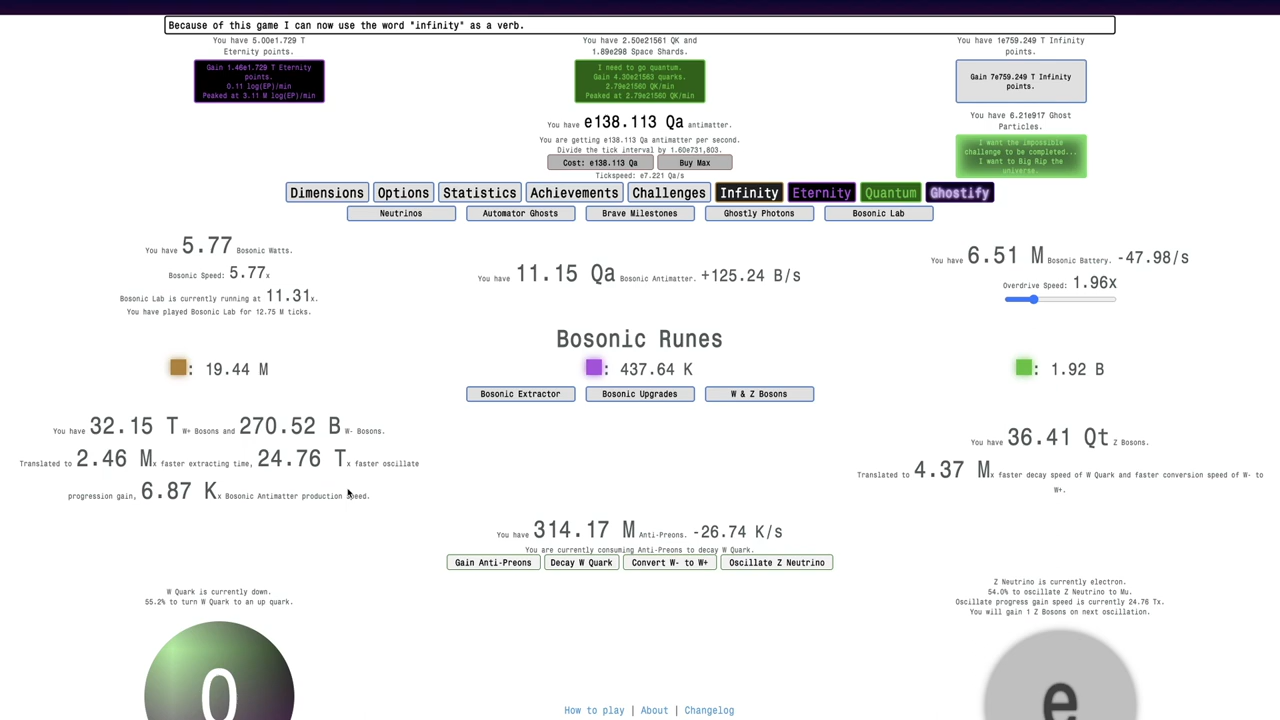 Because of this game I can now use the word "infinity" as a verb.
You have 5.00e1.729 T
Eternity points.
Gain 1.46e1.729 T Eternity
points.
0.11 log(EP)/min
Peaked at 3.11 M log(EP)/min
You have 2.50e21561 QK and
1.89e298 Space Shards.
I need to go quantum.
Gain 4.30e21563 quarks.
2.79e21560 QK/min
Peaked at 2.79e21560 QK/min
You have 1e759.249 T Infinity
points.
Gain 7e759.249 T Infinity
points.
You have e138.113 Qa antimatter.
You are getting e138.113 Qa antimatter per second.
Divide the tick interval by 1.60e731,803.
Cost: e138.113 Qa
Buy Max
Tickspeed: e7.221 Qa/s
You have 6.21e917 Ghost
Particles.
I want the impossible
challenge to be completed...
I want to Big Rip the
universe.
Dimensions
Options
Statistics
Achievements
Challenges
Infinity
Eternity
Quantum
Ghostify
Neutrinos
Automator Ghosts
Brave Milestones
Ghostly Photons
Bosonic Lab
You have 5.77 Bosonic Watts.
Bosonic Speed: 5.77x
Bosonic Lab is currently running at 11.31x.
You have played Bosonic Lab for 12.75 M ticks.
You have 11.15 Qa Bosonic Antimatter. +125.24 B/s
You have 6.51 M Bosonic Battery. -47.98/s
Overdrive Speed: 1.96x
Bosonic Runes
: 19.44 M
: 437.64 K
: 1.92 B
Bosonic Extractor
Bosonic Upgrades
W & Z Bosons
You have 32.15 T W+ Bosons and 270.52 B W- Bosons.
Translated to 2.46 Mx faster extracting time, 24.76 Tx faster oscillate
progression gain, 6.87 Kx Bosonic Antimatter production speed.
You have 36.41 Qt Z Bosons.
Translated to 4.37 Mx faster decay speed of W Quark and faster conversion speed of W- to
W+.
You have 314.17 M Anti-Preons. -26.74 K/s
You are currently consuming Anti-Preons to decay W Quark.
Gain Anti-Preons
Decay W Quark
Convert W- to W+
Oscillate Z Neutrino
W Quark is currently down.
55.2% to turn W Quark to an up quark.
0
Z Neutrino is currently electron.
54.0% to oscillate Z Neutrino to Mu.
Oscillate progress gain speed is currently 24.76 Tx.
You will gain 1 Z Bosons on next oscillation.
e
How to play | About | Changelog